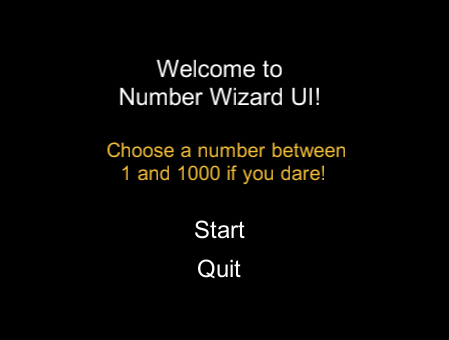 Welcome to
Number Wizard UI!
Choose a number between
1 and 1000 if you dare!
Start
Quit